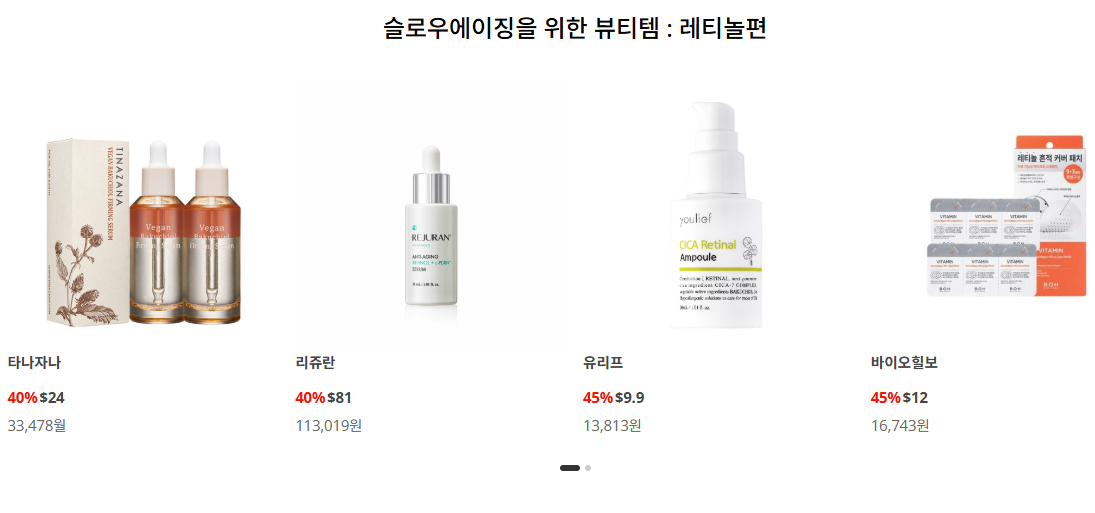 슬로우에이징을 위한 뷰티템 : 레티놀편
TINAZANA
VEGAN BAKUCHIOL FIRMING SERUM
Vegan
Bakuchiol
Firming Serum
Vegan
Bakuchiol
Firming Serum
REJURAN
ANTI-AGING
RETINOL + c-PDRN
SERUM
youlief
CICA Retinal
Ampoule
레티놀 흔적 커버 패치
VITAMIN
VITAMIN
VITAMIN
VITAMIN
VITAMIN
VITAMIN
VITAMIN
BOH
타나자나
리쥬란
유리프
바이오힐보
40% $24
40% $81
45% $9.9
45% $12
33,478월
113,019원
13,813원
16,743원